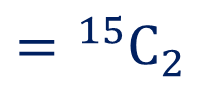 = ¹⁵C₂